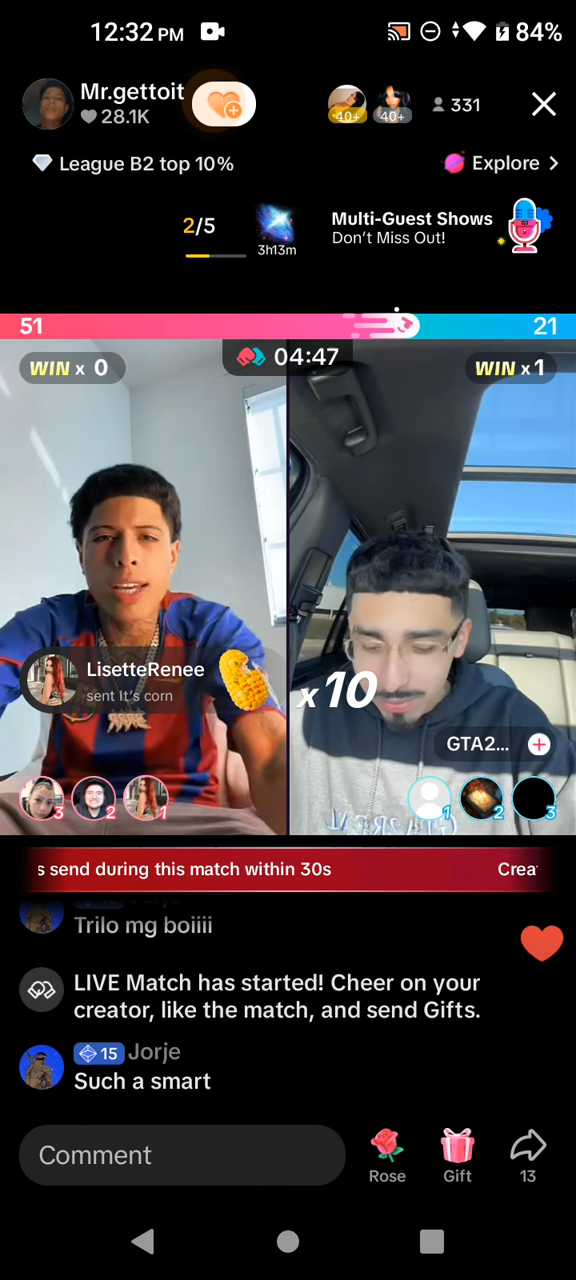 12:32 PM
84%
Mr.gettoit
28.1K
40+
40+
331
League B2 top 10%
Explore
2/5
3h13m
Multi-Guest Shows
Don't Miss Out!
51
21
WIN x 0
04:47
WIN x 1
LisetteRenee
sent It's corn
x10
GTA2...
3
2
1
1
2
3
s send during this match within 30s
Crea
Trilo mg boiiii
LIVE Match has started! Cheer on your
creator, like the match, and send Gifts.
15 Jorje
Such a smart
Comment
Rose
Gift
13